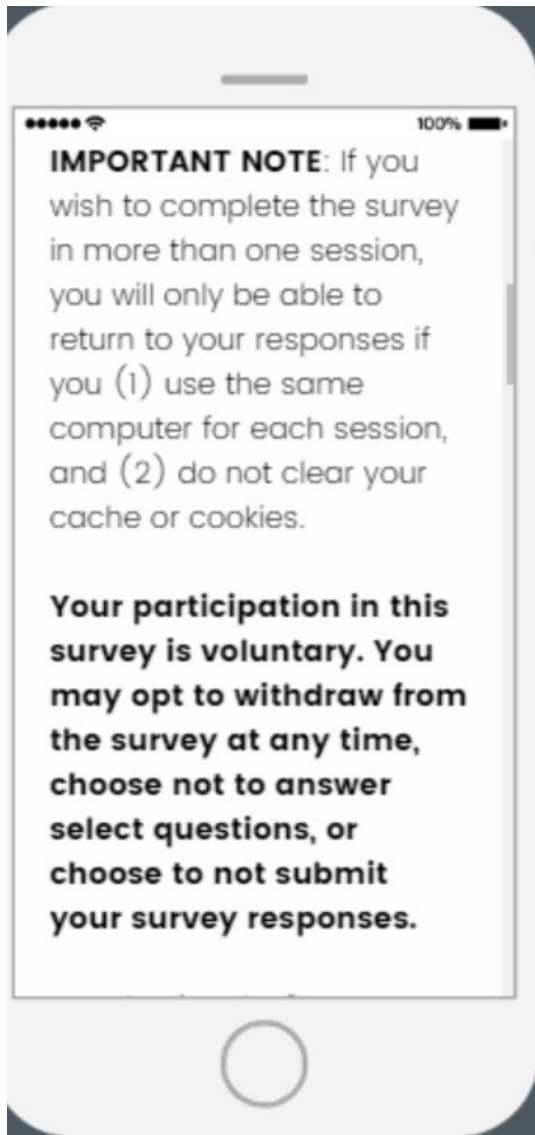 100%
IMPORTANT NOTE: If you
wish to complete the survey
in more than one session,
you will only be able to
return to your responses if
you (1) use the same
computer for each session,
and (2) do not clear your
cache or cookies.
Your participation in this
survey is voluntary. You
may opt to withdraw from
the survey at any time,
choose not to answer
select questions, or
choose to not submit
your survey responses.